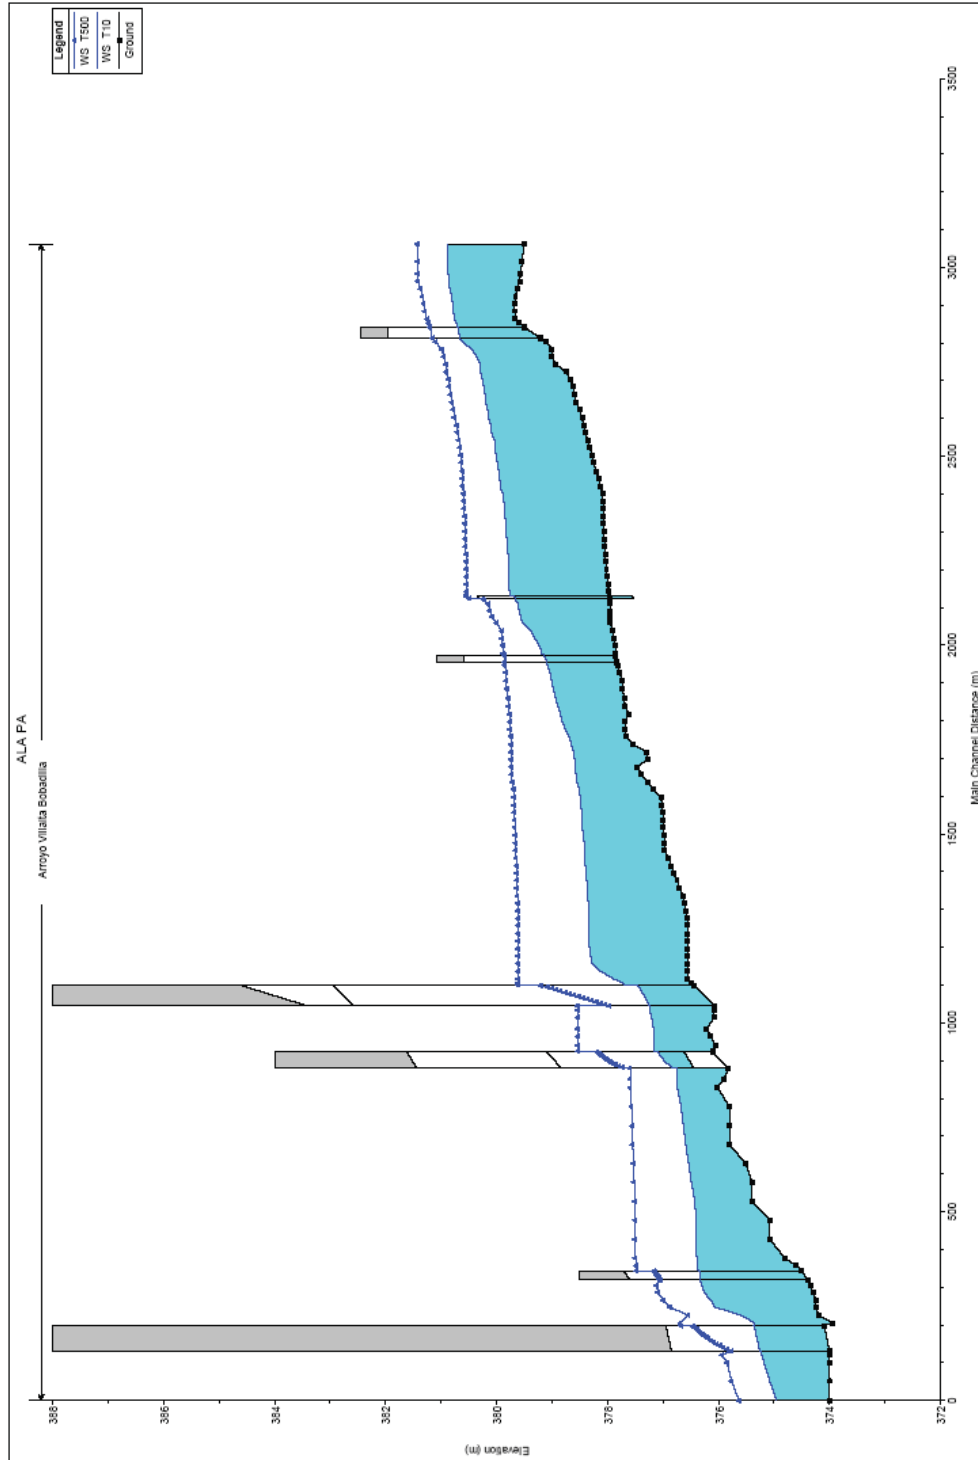 ALA PA
Arroyo Villalta Bobadilla
Legend
WS T500
WS T10
Ground
Elevation (m)
388
386
384
382
380
378
376
374
372
0
500
1000
1500
2000
2500
3000
3500
Main Channel Distance (m)